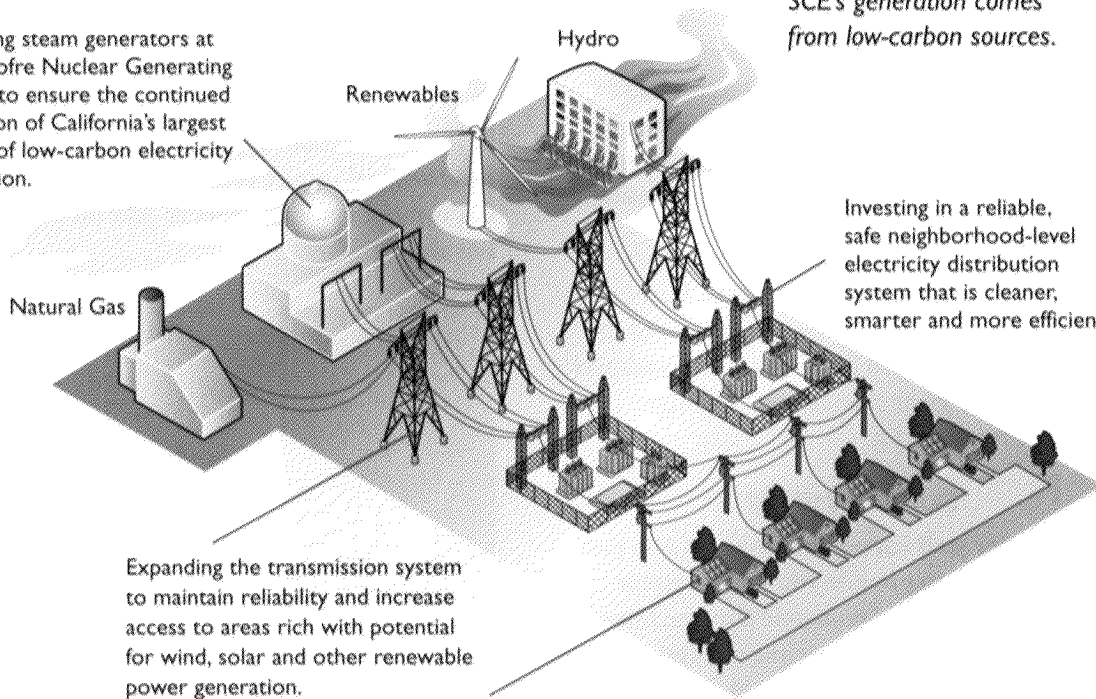 SCE's generation comes
from low-carbon sources.
ng steam generators at
ofre Nuclear Generating
to ensure the continued
on of California's largest
of low-carbon electricity
ion.
Hydro
Renewables
Natural Gas
Investing in a reliable,
safe neighborhood-level
electricity distribution
system that is cleaner,
smarter and more efficien
Expanding the transmission system
to maintain reliability and increase
access to areas rich with potential
for wind, solar and other renewable
power generation.